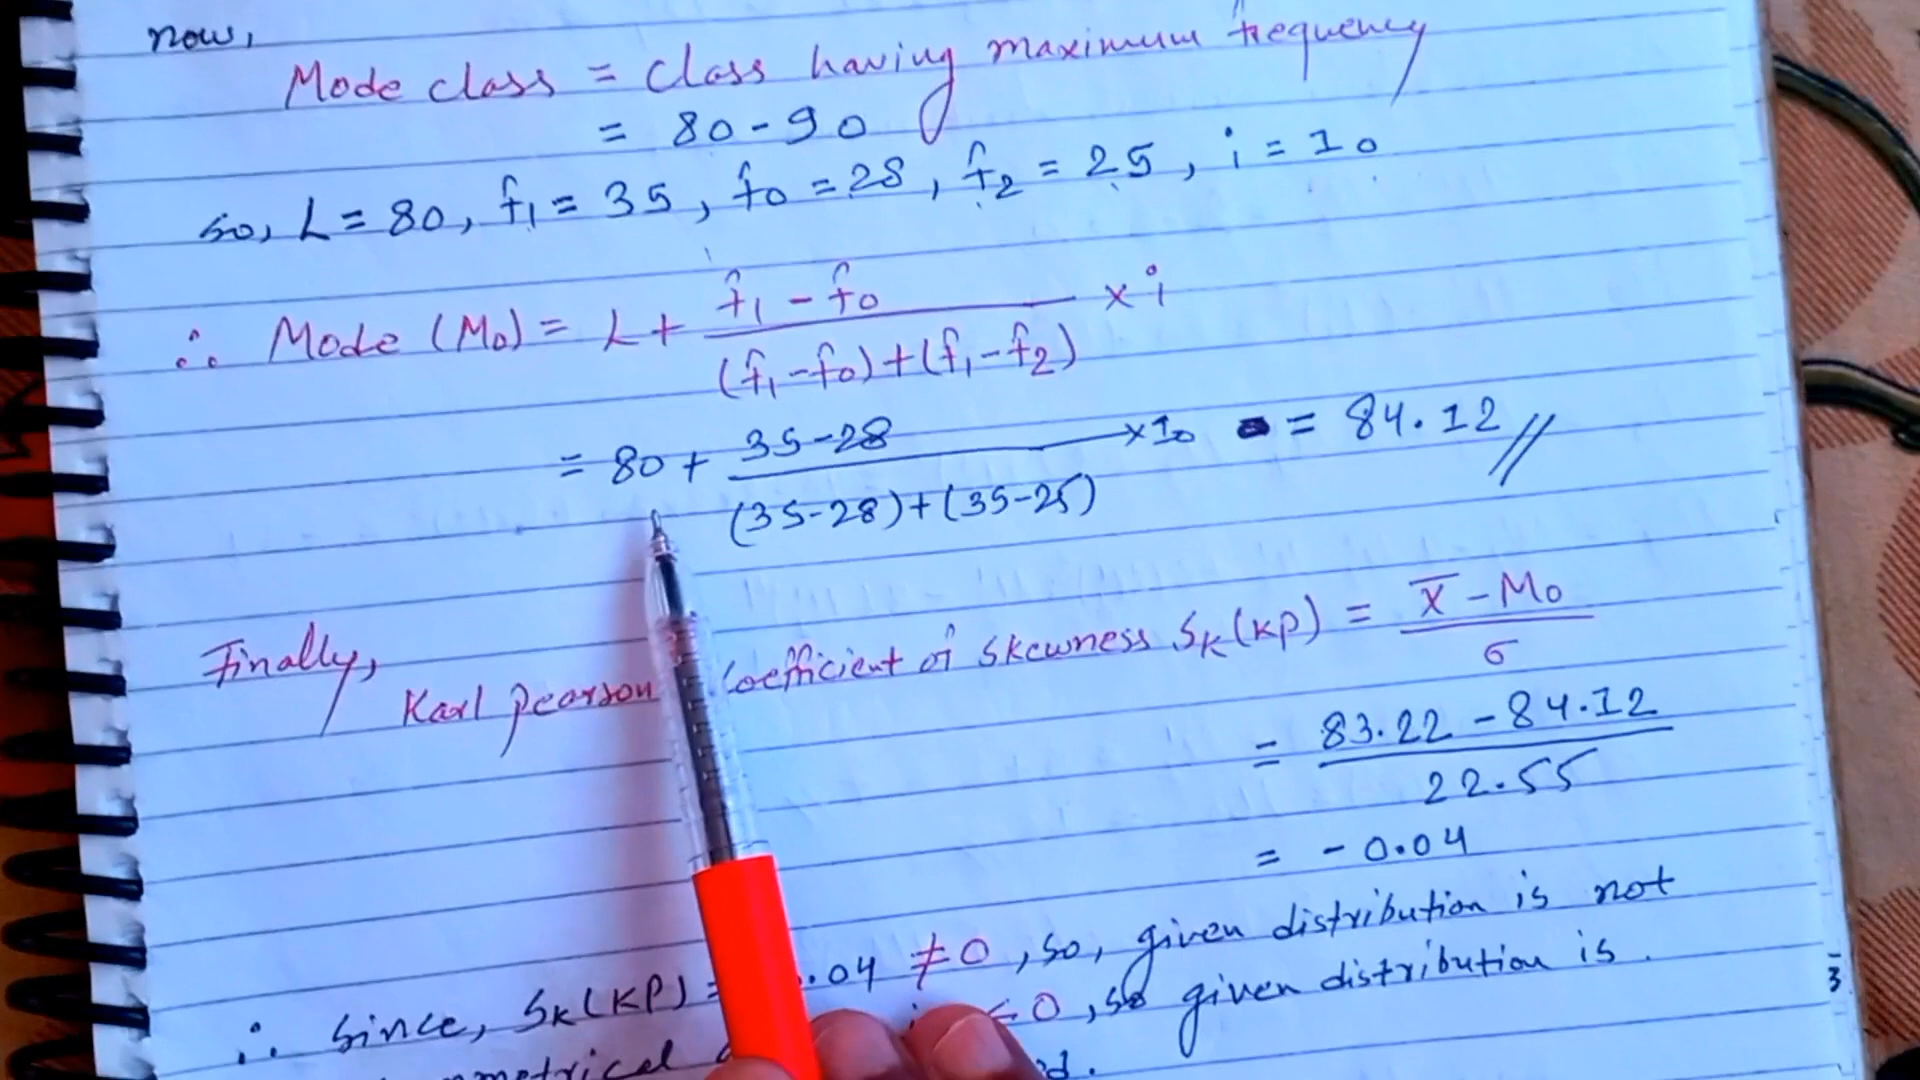 now,
Mode class = class having maximum frequency
= 80-90
so, L = 80, f1 = 35, f0 = 28, f2 = 25, i = 10
∴ Mode (Mo) = L + f1 - f0 / (f1-f0)+(f1-f2) × i
= 80 + 35-28 / (35-28)+(35-25) ×10 = 84.12
Finally,
Karl Pearson Coefficient of Skewness Sk(KP) = X̄ - Mo / σ
= 83.22 - 84.12 / 22.55
= - 0.04
∴ Since, Sk(KP) = .04 ≠ 0, so, given distribution is not
< 0, so given distribution is.